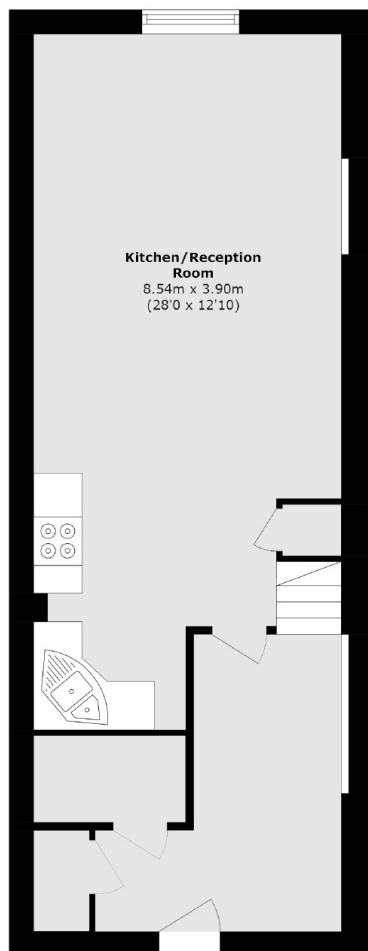 Kitchen/Reception
Room
8.54m x 3.90m
(28'0 x 12'10)